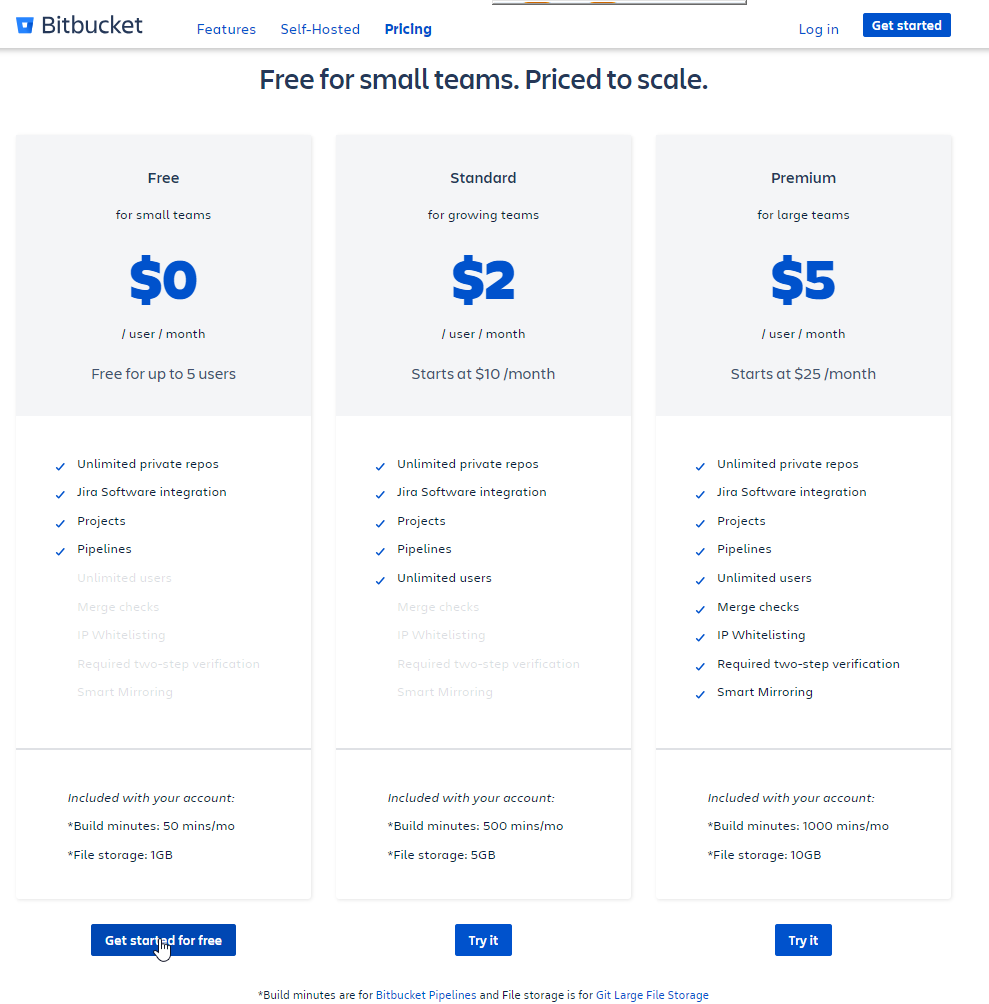 Bitbucket Features Self-Hosted Pricing Log in Get started
Free for small teams. Priced to scale.
Free
for small teams
$0
/ user / month
Free for up to 5 users
Unlimited private repos
Jira Software integration
Projects
Pipelines
Unlimited users
Merge checks
IP Whitelisting
Required two-step verification
Smart Mirroring
Included with your account:
*Build minutes: 50 mins/mo
*File storage: 1GB
Get started for free
Standard
for growing teams
$2
/ user / month
Starts at $10 /month
Unlimited private repos
Jira Software integration
Projects
Pipelines
Unlimited users
Merge checks
IP Whitelisting
Required two-step verification
Smart Mirroring
Included with your account:
*Build minutes: 500 mins/mo
*File storage: 5GB
Try it
Premium
for large teams
$5
/ user / month
Starts at $25 /month
Unlimited private repos
Jira Software integration
Projects
Pipelines
Unlimited users
Merge checks
IP Whitelisting
Required two-step verification
Smart Mirroring
Included with your account:
*Build minutes: 1000 mins/mo
*File storage: 10GB
Try it
*Build minutes are for Bitbucket Pipelines and File storage is for Git Large File Storage